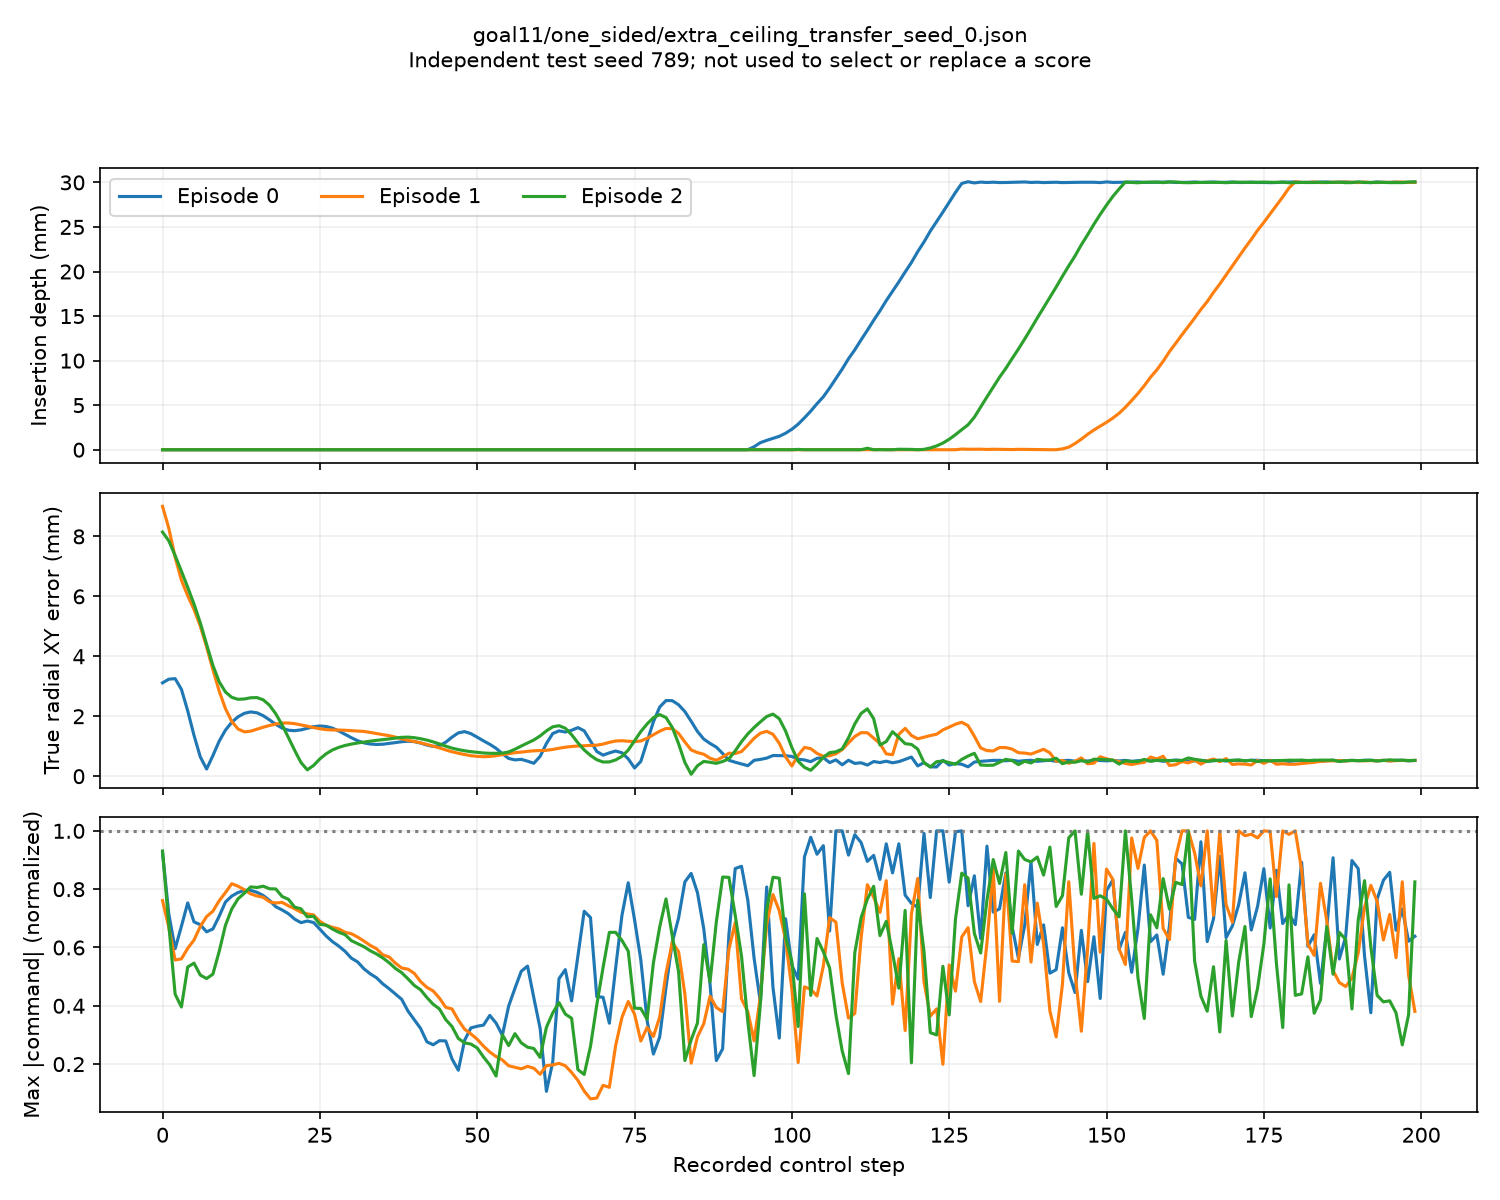 goal11/one_sided/extra_ceiling_transfer_seed_0.json
Independent test seed 789; not used to select or replace a score
Insertion depth (mm)
30
25
20
15
10
5
0
Episode 0
Episode 1
Episode 2
True radial XY error (mm)
8
6
4
2
0
Max |command| (normalized)
1.0
0.8
0.6
0.4
0.2
0
25
50
75
100
125
150
175
200
Recorded control step